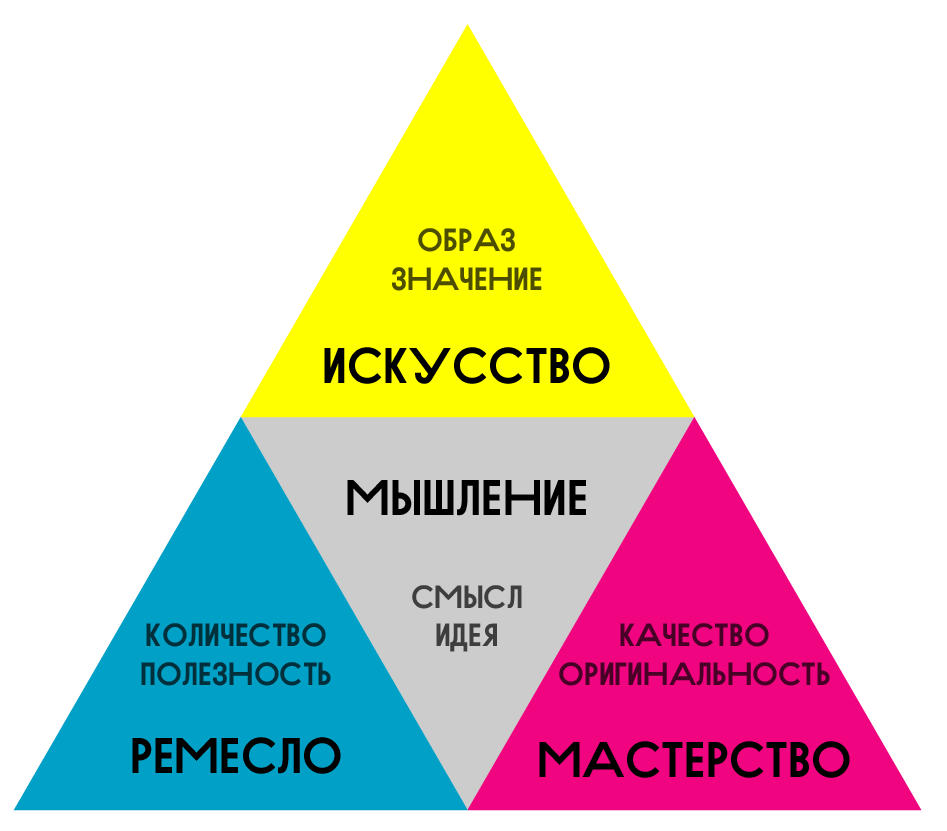 ОБРАЗ
ЗНАЧЕНИЕ
ИСКУССТВО
МЫШЛЕНИЕ
СМЫСЛ
ИДЕЯ
КОЛИЧЕСТВО
ПОЛЕЗНОСТЬ
РЕМЕСЛО
КАЧЕСТВО
ОРИГИНАЛЬНОСТЬ
МАСТЕРСТВО